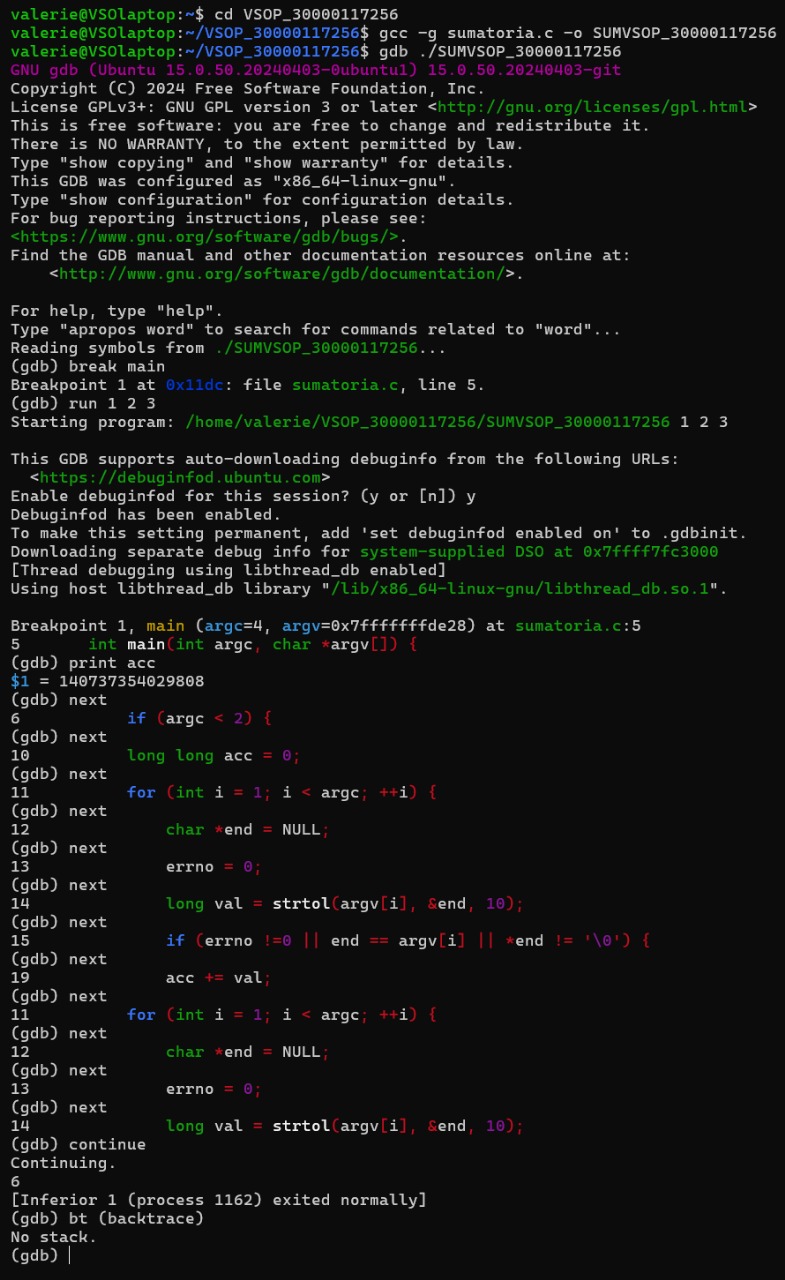 valerie@VSOlaptop:~$ cd VSOP_30000117256
valerie@VSOlaptop:~/VSOP_30000117256$ gcc -g sumatoria.c -o SUMVSOP_30000117256
valerie@VSOlaptop:~/VSOP_30000117256$ gdb ./SUMVSOP_30000117256
GNU gdb (Ubuntu 15.0.50.20240403-0ubuntu1) 15.0.50.20240403-git
Copyright (C) 2024 Free Software Foundation, Inc.
License GPLv3+: GNU GPL version 3 or later <http://gnu.org/licenses/gpl.html>
This is free software: you are free to change and redistribute it.
There is NO WARRANTY, to the extent permitted by law.
Type "show copying" and "show warranty" for details.
This GDB was configured as "x86_64-linux-gnu".
Type "show configuration" for configuration details.
For bug reporting instructions, please see:
<https://www.gnu.org/software/gdb/bugs/>.
Find the GDB manual and other documentation resources online at:
    <http://www.gnu.org/software/gdb/documentation/>.

For help, type "help".
Type "apropos word" to search for commands related to "word"...
Reading symbols from ./SUMVSOP_30000117256...
(gdb) break main
Breakpoint 1 at 0x11dc: file sumatoria.c, line 5.
(gdb) run 1 2 3
Starting program: /home/valerie/VSOP_30000117256/SUMVSOP_30000117256 1 2 3

This GDB supports auto-downloading debuginfo from the following URLs:
  <https://debuginfod.ubuntu.com>
Enable debuginfod for this session? (y or [n]) y
Debuginfod has been enabled.
To make this setting permanent, add 'set debuginfod enabled on' to .gdbinit.
Downloading separate debug info for system-supplied DSO at 0x7ffff7fc3000
[Thread debugging using libthread_db enabled]
Using host libthread_db library "/lib/x86_64-linux-gnu/libthread_db.so.1".

Breakpoint 1, main (argc=4, argv=0x7fffffffde28) at sumatoria.c:5
5       int main(int argc, char *argv[]) {
(gdb) print acc
$1 = 140737354029808
(gdb) next
6           if (argc < 2) {
(gdb) next
10          long long acc = 0;
(gdb) next
11          for (int i = 1; i < argc; ++i) {
(gdb) next
12              char *end = NULL;
(gdb) next
13              errno = 0;
(gdb) next
14              long val = strtol(argv[i], &end, 10);
(gdb) next
15              if (errno !=0 || end == argv[i] || *end != '\0') {
(gdb) next
19              acc += val;
(gdb) next
11          for (int i = 1; i < argc; ++i) {
(gdb) next
12              char *end = NULL;
(gdb) next
13              errno = 0;
(gdb) next
14              long val = strtol(argv[i], &end, 10);
(gdb) continue
Continuing.
6
[Inferior 1 (process 1162) exited normally]
(gdb) bt (backtrace)
No stack.
(gdb)